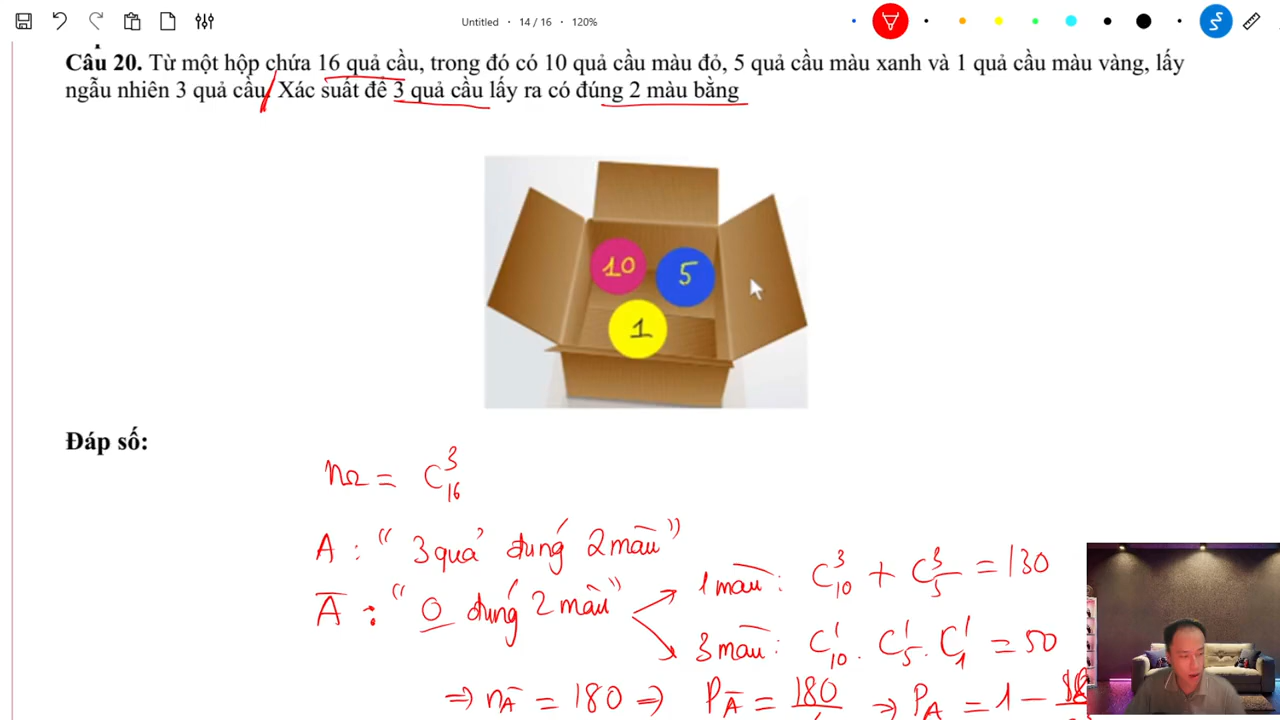 Untitled • 14 / 16 • 120%
Câu 20. Từ một hộp chứa 16 quả cầu, trong đó có 10 quả cầu màu đỏ, 5 quả cầu màu xanh và 1 quả cầu màu vàng, lấy
ngẫu nhiên 3 quả cầu. Xác suất để 3 quả cầu lấy ra có đúng 2 màu bằng
10 5
1
Đáp số:
nΩ = C³₁₆
A : " 3 quả đúng 2 màu "
A̅ : " 0 đúng 2 màu "
1 màu : C³₁₀ + C³₅ = 130
3 màu : C¹₁₀ . C¹₅ . C¹₁ = 50
⇒ nA̅ = 180 ⇒ PA̅ = 180 ⇒ PA = 1 −